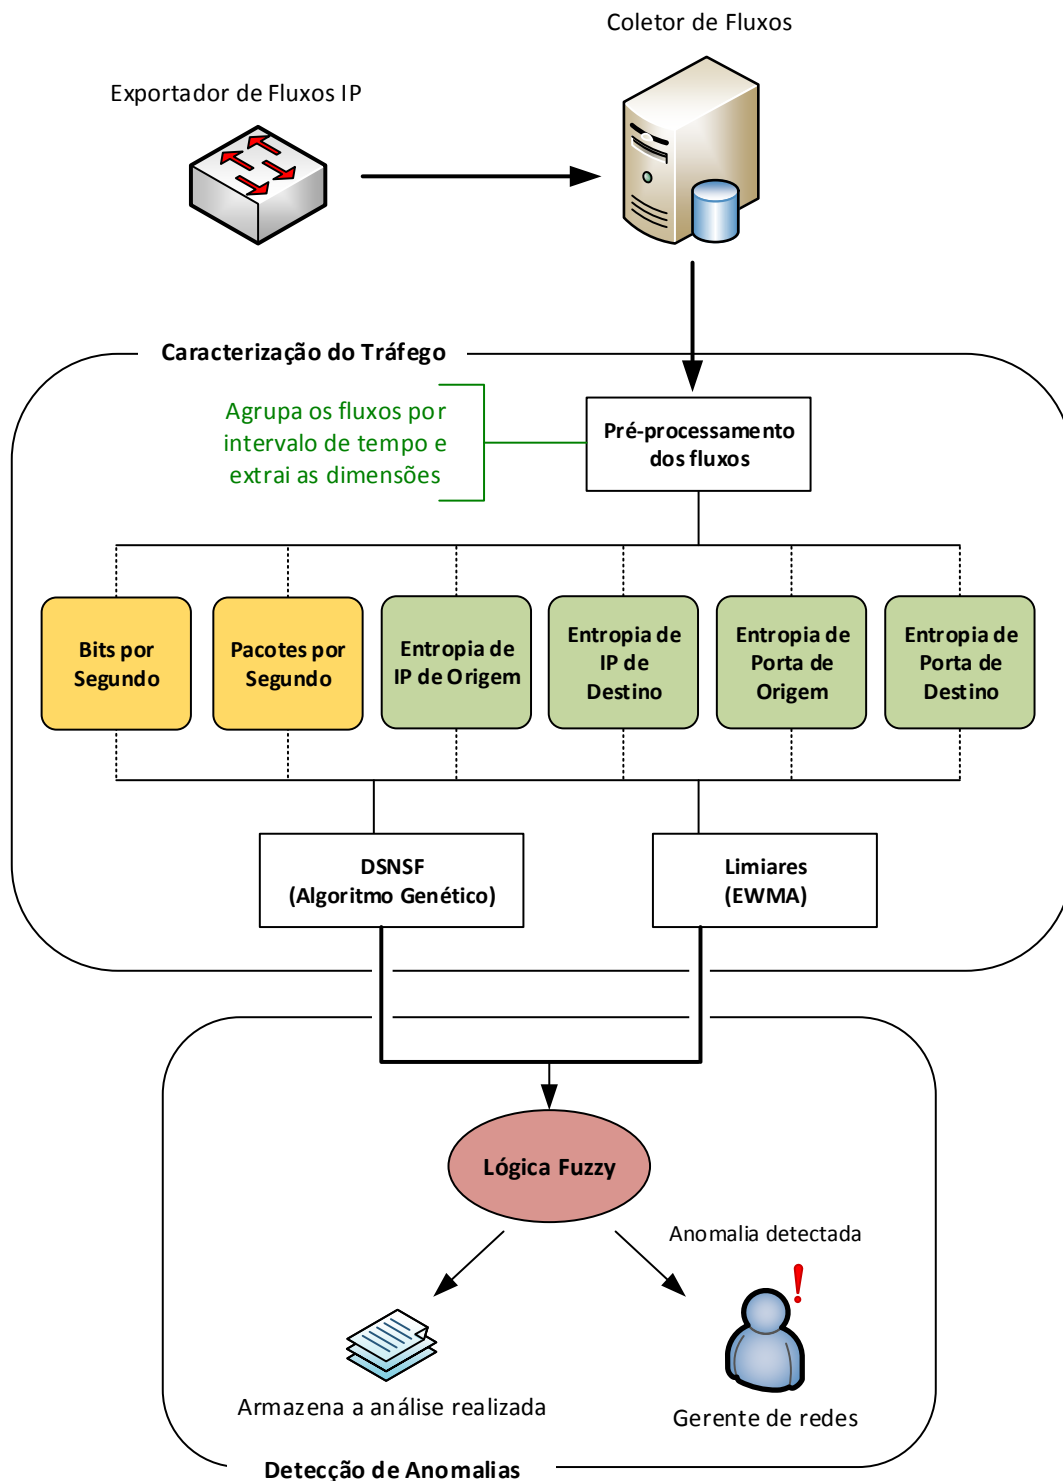 Coletor de Fluxos
Exportador de Fluxos IP
Caracterização do Tráfego
Agrupa os fluxos por
intervalo de tempo e
extrai as dimensões
Pré-processamento
dos fluxos
Bits por
Segundo
Pacotes por
Segundo
Entropia de
IP de Origem
Entropia de
IP de
Destino
Entropia de
Porta de
Origem
Entropia de
Porta de
Destino
DSNSF
(Algoritmo Genético)
Limiares
(EWMA)
Lógica Fuzzy
Anomalia detectada
!
Armazena a análise realizada
Gerente de redes
Detecção de Anomalias